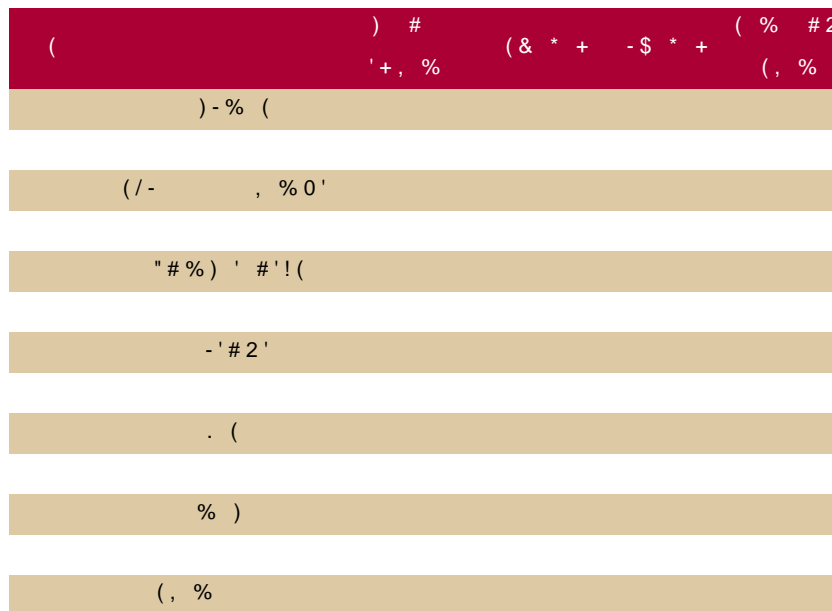 ) #
( (& * + -$ * + ( % #2
'+, % (, %
)-% (
(/- , %0'
"#%) ' #'!(
-'#2'
. (
% )
(, %